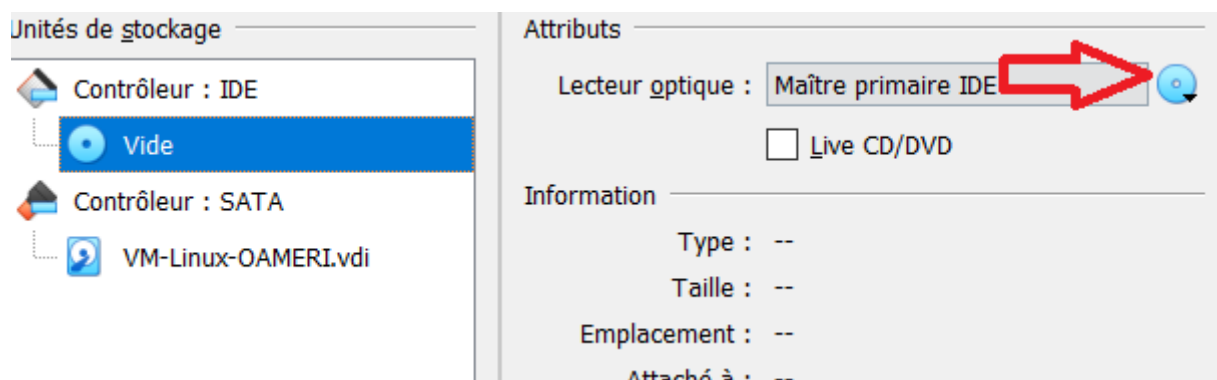 Unités de stockage
Contrôleur : IDE
Vide
Contrôleur : SATA
VM-Linux-OAMERI.vdi
Attributs
Lecteur optique : Maître primaire IDE
Live CD/DVD
Information
Type : --
Taille : --
Emplacement : --
Attaché à : --